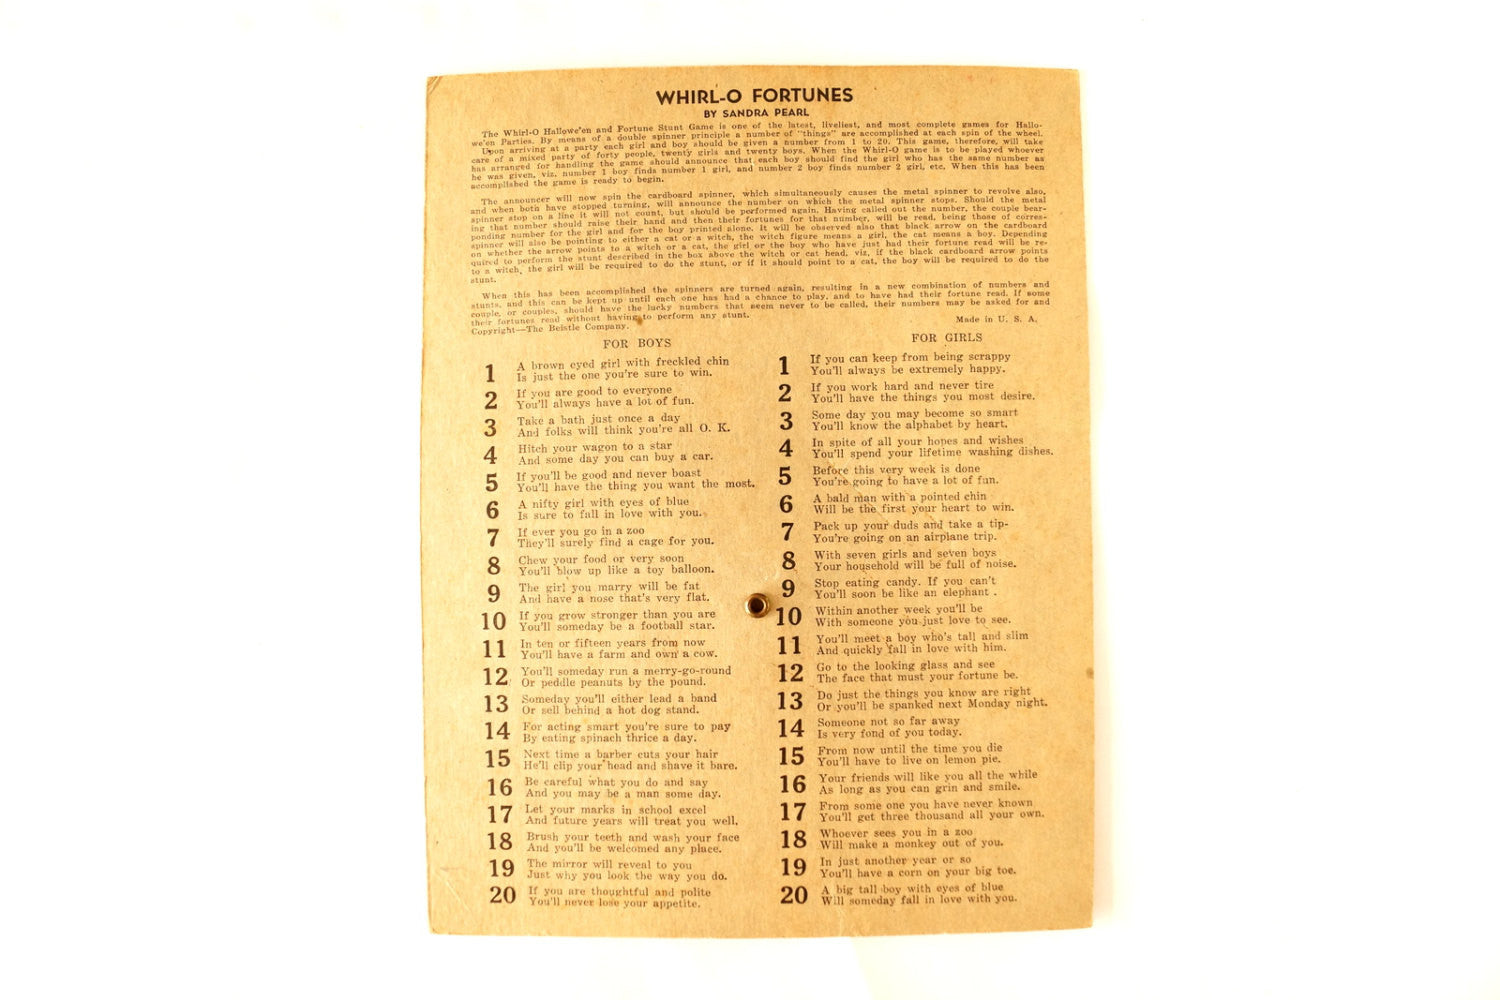 WHIRL-O FORTUNES
BY SANDRA PEARL
The Whirl-O Hallowe'en and Fortune Stunt Game is one of the latest, liveliest, and most complete games for Hallo-
we'en Parties. By means of a double spinner principle a number of "things" are accomplished at each spin of the wheel.
Upon arriving at a party each girl and boy should be given a number from 1 to 20. This game, therefore, will take
care of a mixed party of forty people, twenty girls and twenty boys. When the Whirl-O game is to be played whoever
has arranged for handling the game should announce that each boy should find the girl who has the same number as
he was given, viz, number 1 boy finds number 1 girl, and number 2 boy finds number 2 girl, etc. When this has been
accomplished the game is ready to begin.
The announcer will now spin the cardboard spinner, which simultaneously causes the metal spinner to revolve also,
and when both have stopped turning, will announce the number on which the metal spinner stops. Should the metal
spinner stop on a line it will not count, but should be performed again. Having called out the number, the couple bear-
ing that number should raise their hand and then their fortunes for that number, will be read, being those of corres-
ponding number for the girl and for the boy printed alone. It will be observed also that black arrow on the cardboard
spinner will also be pointing to either a cat or a witch, the witch figure means a girl, the cat means a boy. Depending
on whether the arrow points to a witch or a cat, the girl or the boy who have just had their fortune read will be re-
quired to perform the stunt described in the box above the witch or cat head, viz, if the black cardboard arrow points
to a witch, the girl will be required to do the stunt, or if it should point to a cat, the boy will be required to do the
stunt.
When this has been accomplished the spinners are turned again, resulting in a new combination of numbers and
stunts, and this can be kept up until each one has had a chance to play, and to have had their fortune read. If some
couple, or couples, should have the lucky numbers that seem never to be called, their numbers may be asked for and
their fortunes read without having to perform any stunt.
Made in U. S. A.
Copyright—The Beistle Company.
FOR BOYS
1 A brown eyed girl with freckled chin
Is just the one you're sure to win.
2 If you are good to everyone
You'll always have a lot of fun.
3 Take a bath just once a day
And folks will think you're all O. K.
4 Hitch your wagon to a star
And some day you can buy a car.
5 If you'll be good and never boast
You'll have the thing you want the most.
6 A nifty girl with eyes of blue
Is sure to fall in love with you.
7 If ever you go in a zoo
They'll surely find a cage for you.
8 Chew your food or very soon
You'll blow up like a toy balloon.
9 The girl you marry will be fat
And have a nose that's very flat.
10 If you grow stronger than you are
You'll someday be a football star.
11 In ten or fifteen years from now
You'll have a farm and own a cow.
12 You'll someday run a merry-go-round
Or peddle peanuts by the pound.
13 Someday you'll either lead a band
Or sell behind a hot dog stand.
14 For acting smart you're sure to pay
By eating spinach thrice a day.
15 Next time a barber cuts your hair
He'll clip your head and shave it bare.
16 Be careful what you do and say
And you may be a man some day.
17 Let your marks in school excel
And future years will treat you well.
18 Brush your teeth and wash your face
And you'll be welcomed any place.
19 The mirror will reveal to you
Just why you look the way you do.
20 If you are thoughtful and polite
You'll never lose your appetite.
FOR GIRLS
1 If you can keep from being scrappy
You'll always be extremely happy.
2 If you work hard and never tire
You'll have the things you most desire.
3 Some day you may become so smart
You'll know the alphabet by heart.
4 In spite of all your hopes and wishes
You'll spend your lifetime washing dishes.
5 Before this very week is done
You're going to have a lot of fun.
6 A bald man with a pointed chin
Will be the first your heart to win.
7 Pack up your duds and take a tip-
You're going on an airplane trip.
8 With seven girls and seven boys
Your household will be full of noise.
9 Stop eating candy. If you can't
You'll soon be like an elephant .
10 Within another week you'll be
With someone you just love to see.
11 You'll meet a boy who's tall and slim
And quickly fall in love with him.
12 Go to the looking glass and see
The face that must your fortune be.
13 Do just the things you know are right
Or you'll be spanked next Monday night.
14 Someone not so far away
Is very fond of you today.
15 From now until the time you die
You'll have to live on lemon pie.
16 Your friends will like you all the while
As long as you can grin and smile.
17 From some one you have never known
You'll get three thousand all your own.
18 Whoever sees you in a zoo
Will make a monkey out of you.
19 In just another year or so
You'll have a corn on your big toe.
20 A big tall boy with eyes of blue
Will someday fall in love with you.